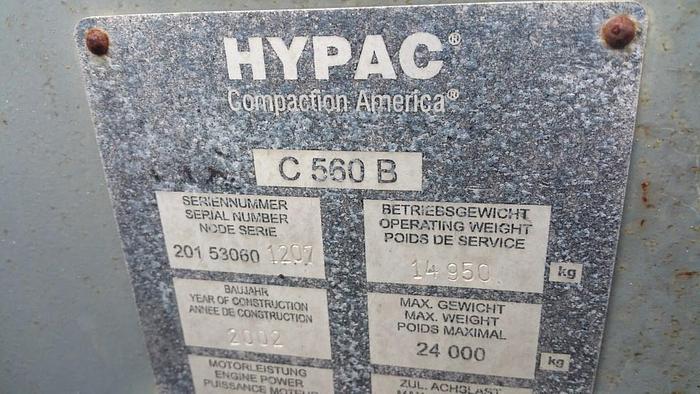 HYPAC®
Compaction America®
C 560 B
SERIENNUMMER
SERIAL NUMBER
NODE SERIE
201 53060 1207
BETRIEBSGEWICHT
OPERATING WEIGHT
POIDS DE SERVICE
14 950 kg
BAUJAHR
YEAR OF CONSTRUCTION
ANNEE DE CONSTRUCTION
2002
MAX. GEWICHT
MAX. WEIGHT
POIDS MAXIMAL
24 000 kg
MOTORLEISTUNG
ENGINE POWER
PUISSANCE MOTEUR
ZUL. ACHSLAST